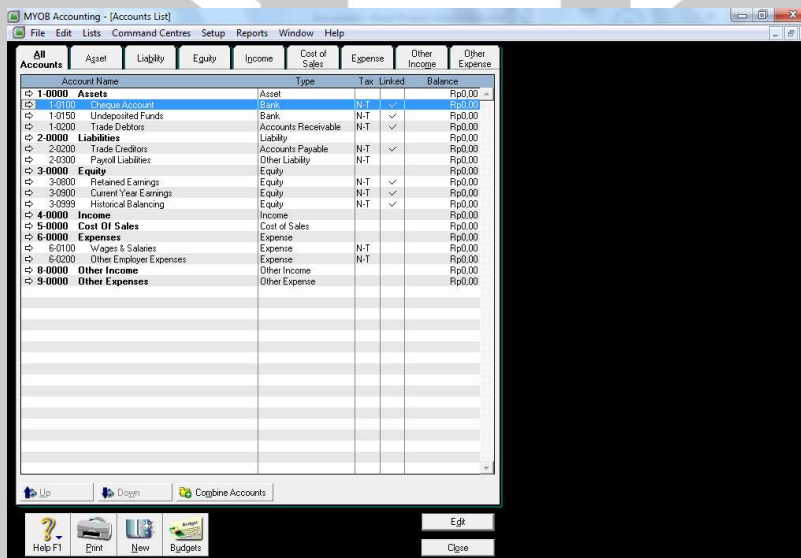 MYOB Accounting - [Accounts List]
File Edit Lists Command Centres Setup Reports Window Help
All Accounts Asset Liability Equity Income Cost of Sales Expense Other Income Other Expense
Account Name Type Tax Linked Balance
1-0000 Assets Asset Rp0,00
1-0100 Cheque Account Bank N-T Rp0,00
1-0150 Undeposited Funds Bank N-T Rp0,00
1-0200 Trade Debtors Accounts Receivable N-T Rp0,00
2-0000 Liabilities Liability Rp0,00
2-0200 Trade Creditors Accounts Payable N-T Rp0,00
2-0300 Payroll Liabilities Other Liability N-T Rp0,00
3-0000 Equity Equity Rp0,00
3-0800 Retained Earnings Equity N-T Rp0,00
3-0900 Current Year Earnings Equity N-T Rp0,00
3-0999 Historical Balancing Equity N-T Rp0,00
4-0000 Income Income Rp0,00
5-0000 Cost Of Sales Cost of Sales Rp0,00
6-0000 Expenses Expense Rp0,00
6-0100 Wages & Salaries Expense N-T Rp0,00
6-0200 Other Employer Expenses Expense N-T Rp0,00
8-0000 Other Income Other Income Rp0,00
9-0000 Other Expenses Other Expense Rp0,00
Up Down Combine Accounts
Budget
Help F1 Print New Budgets
Edit
Close